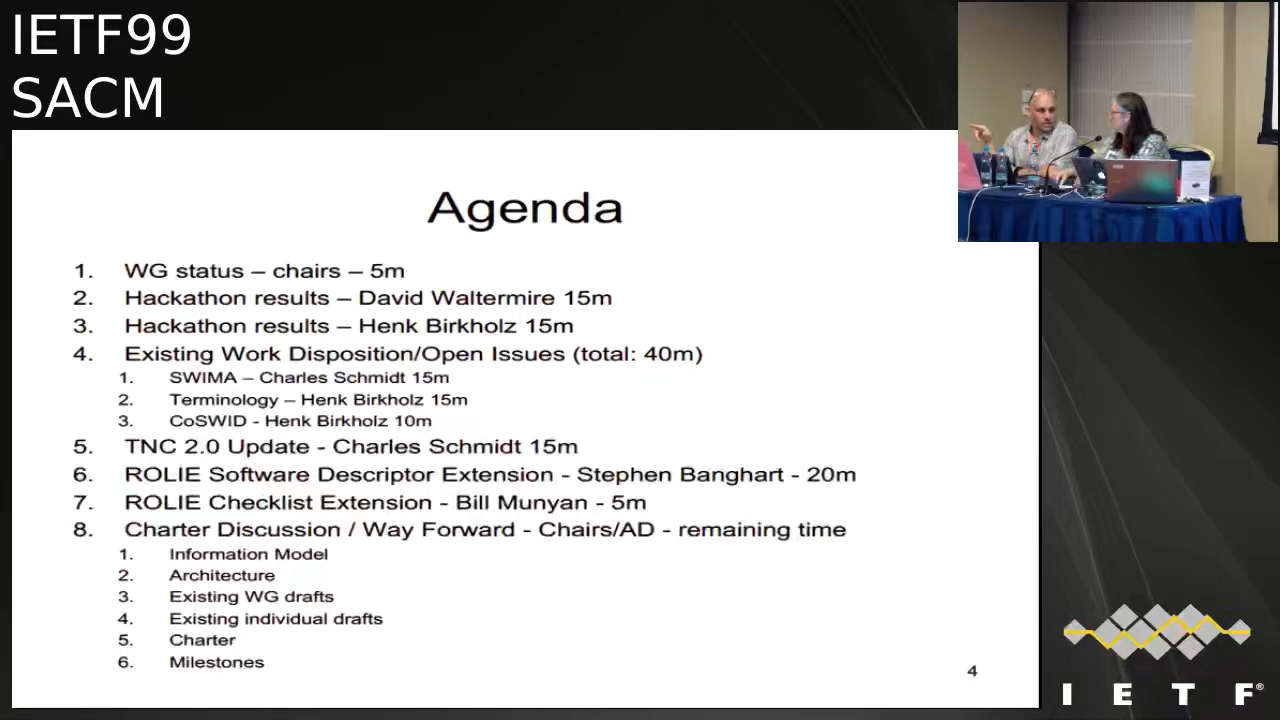 IETF99
SACM
Agenda
1. WG status – chairs – 5m
2. Hackathon results – David Waltermire 15m
3. Hackathon results – Henk Birkholz 15m
4. Existing Work Disposition/Open Issues (total: 40m)
1. SWIMA – Charles Schmidt 15m
2. Terminology – Henk Birkholz 15m
3. CoSWID - Henk Birkholz 10m
5. TNC 2.0 Update - Charles Schmidt 15m
6. ROLIE Software Descriptor Extension - Stephen Banghart - 20m
7. ROLIE Checklist Extension - Bill Munyan - 5m
8. Charter Discussion / Way Forward - Chairs/AD - remaining time
1. Information Model
2. Architecture
3. Existing WG drafts
4. Existing individual drafts
5. Charter
6. Milestones
4
I E T F®